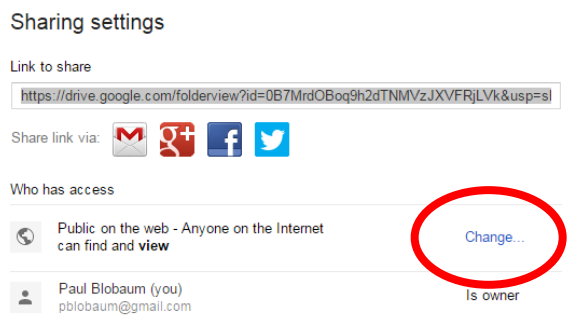 Sharing settings
Link to share
https://drive.google.com/folderview?id=0B7MrdOBoq9h2dTNMVzJXVFRjLVk&usp=sl
Share link via:
Who has access
Public on the web - Anyone on the Internet
can find and view
Change...
Paul Blobaum (you)
Is owner
pblobaum@gmail.com